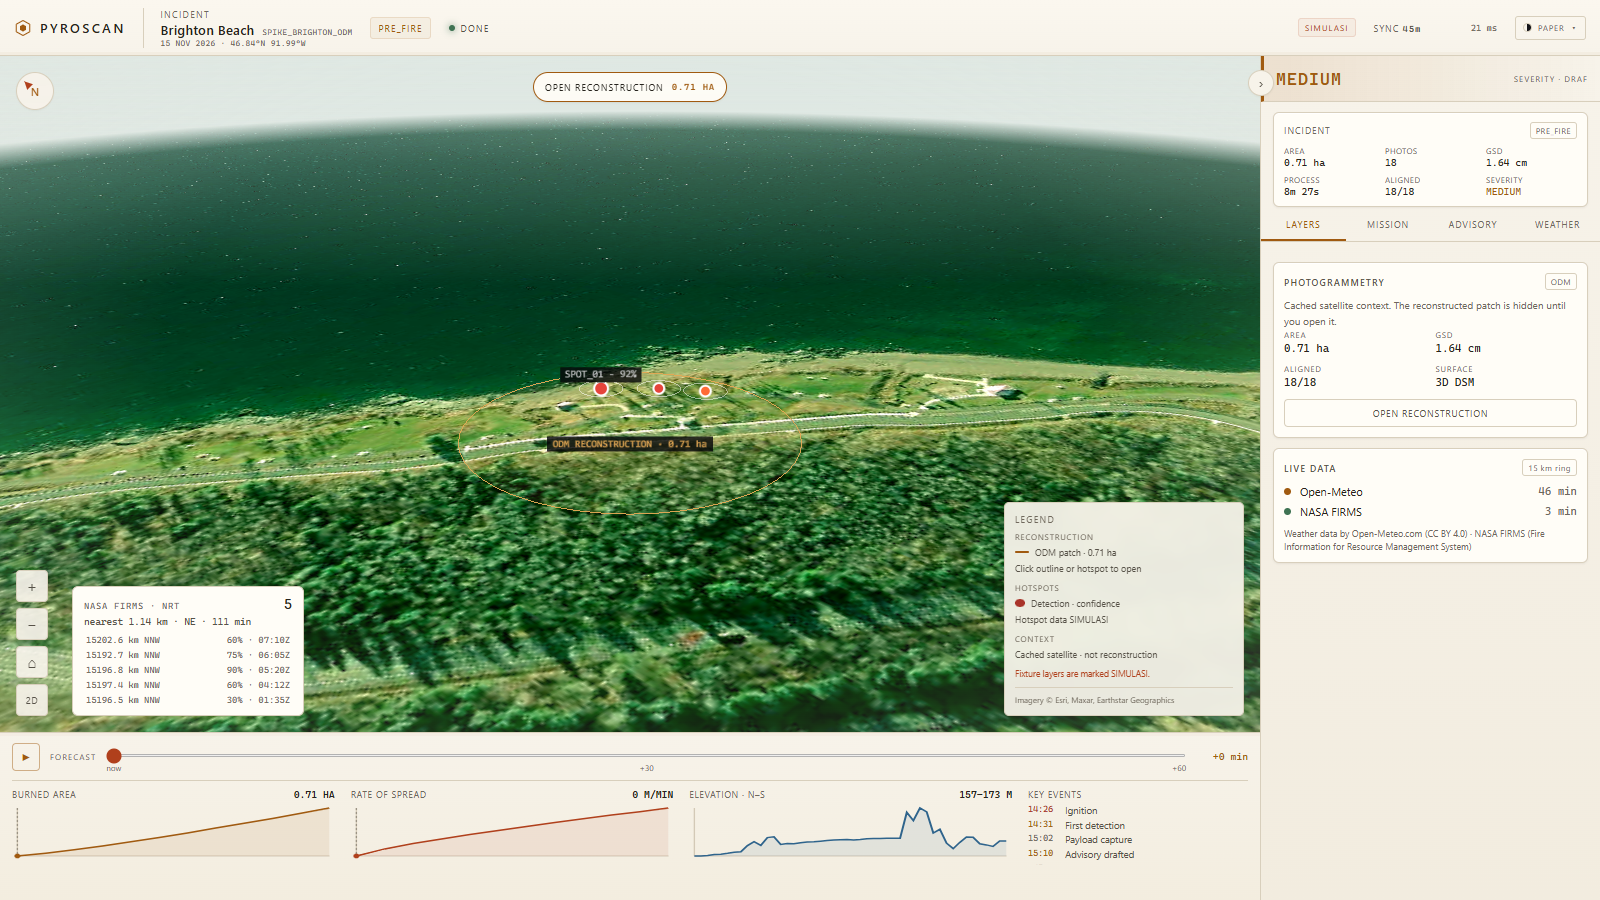 PYROSCAN
INCIDENT
Brighton Beach SPIKE_BRIGHTON_ODM
15 NOV 2026 · 46.84°N 91.99°W
PRE_FIRE
DONE
SIMULASI
SYNC 45m
21 ms
PAPER
N
OPEN RECONSTRUCTION 0.71 HA
SPOT_01 - 92%
ODM RECONSTRUCTION · 0.71 ha
+
−
2D
NASA FIRMS · NRT 5
nearest 1.14 km · NE · 111 min
15202.6 km NNW 60% · 07:10Z
15192.7 km NNW 75% · 06:05Z
15196.8 km NNW 90% · 05:20Z
15197.4 km NNW 60% · 04:12Z
15196.5 km NNW 30% · 01:35Z
LEGEND
RECONSTRUCTION
ODM patch · 0.71 ha
Click outline or hotspot to open
HOTSPOTS
Detection · confidence
Hotspot data SIMULASI
CONTEXT
Cached satellite · not reconstruction
Fixture layers are marked SIMULASI.
Imagery © Esri, Maxar, Earthstar Geographics
MEDIUM
SEVERITY · DRAF
INCIDENT
PRE_FIRE
AREA PHOTOS GSD
0.71 ha 18 1.64 cm
PROCESS ALIGNED SEVERITY
8m 27s 18/18 MEDIUM
LAYERS MISSION ADVISORY WEATHER
PHOTOGRAMMETRY
ODM
Cached satellite context. The reconstructed patch is hidden until
you open it.
AREA GSD
0.71 ha 1.64 cm
ALIGNED SURFACE
18/18 3D DSM
OPEN RECONSTRUCTION
LIVE DATA
15 km ring
Open-Meteo 46 min
NASA FIRMS 3 min
Weather data by Open-Meteo.com (CC BY 4.0) · NASA FIRMS (Fire
Information for Resource Management System)
FORECAST
now +30 +60
+0 min
BURNED AREA 0.71 HA
RATE OF SPREAD 0 M/MIN
ELEVATION · N–S 157–173 M
KEY EVENTS
14:26 Ignition
14:31 First detection
15:02 Payload capture
15:10 Advisory drafted